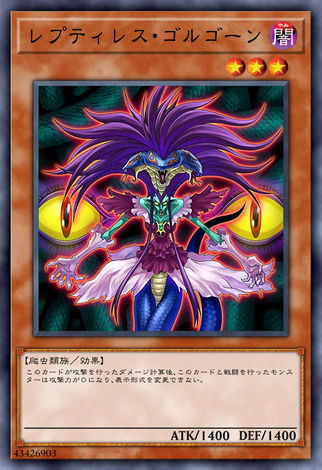 レプティレス・ゴルゴーン
やみ
闇
【爬虫類族／効果】
このカードが攻撃を行ったダメージ計算後、このカードと戦闘を行ったモンスターは攻撃力が０になり、表示形式を変更できない。
ATK/1400 DEF/1400
43426903